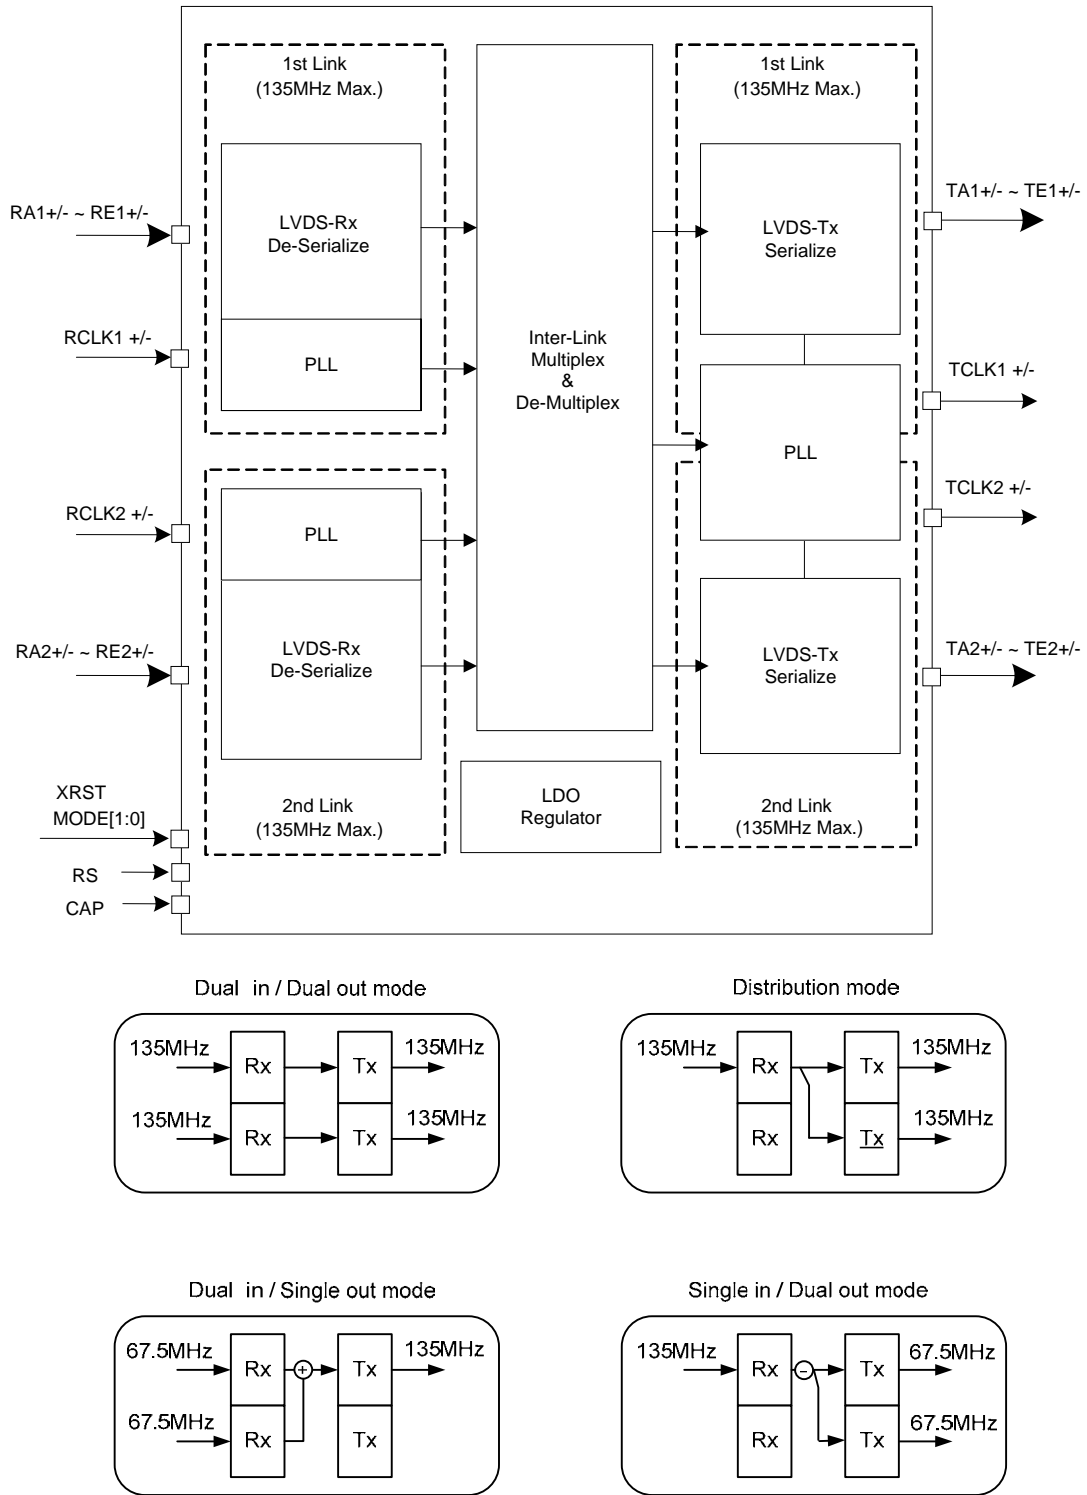 1st Link
(135MHz Max.)
1st Link
(135MHz Max.)
RA1+/- ~ RE1+/-
LVDS-Rx
De-Serialize
LVDS-Tx
Serialize
TA1+/- ~ TE1+/-
RCLK1 +/-
PLL
Inter-Link
Multiplex
&
De-Multiplex
TCLK1 +/-
PLL
RCLK2 +/-
PLL
TCLK2 +/-
RA2+/- ~ RE2+/-
LVDS-Rx
De-Serialize
LVDS-Tx
Serialize
TA2+/- ~ TE2+/-
XRST
MODE[1:0]
2nd Link
(135MHz Max.)
LDO
Regulator
2nd Link
(135MHz Max.)
RS
CAP
Dual in / Dual out mode
135MHz
Rx
Tx
135MHz
135MHz
Rx
Tx
135MHz
Distribution mode
135MHz
Rx
Tx
135MHz
Rx
Tx
135MHz
Dual in / Single out mode
67.5MHz
Rx
+
Tx
135MHz
67.5MHz
Rx
Tx
Single in / Dual out mode
135MHz
Rx
-
Tx
67.5MHz
Rx
Tx
67.5MHz